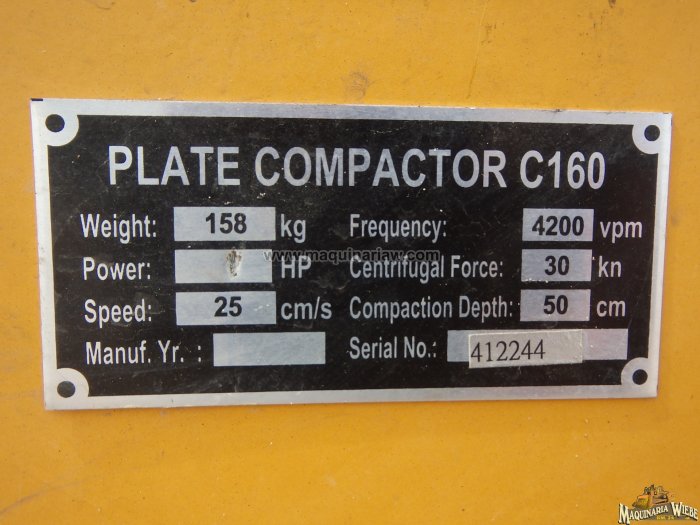 PLATE COMPACTOR C160
Weight: 158 kg Frequency: 4200 vpm
www.maquinariaw.com
Power: HP Centrifugal Force: 30 kn
Speed: 25 cm/s Compaction Depth: 50 cm
Manuf. Yr. : Serial No.: 412244
MAQUINARIA WIEBE